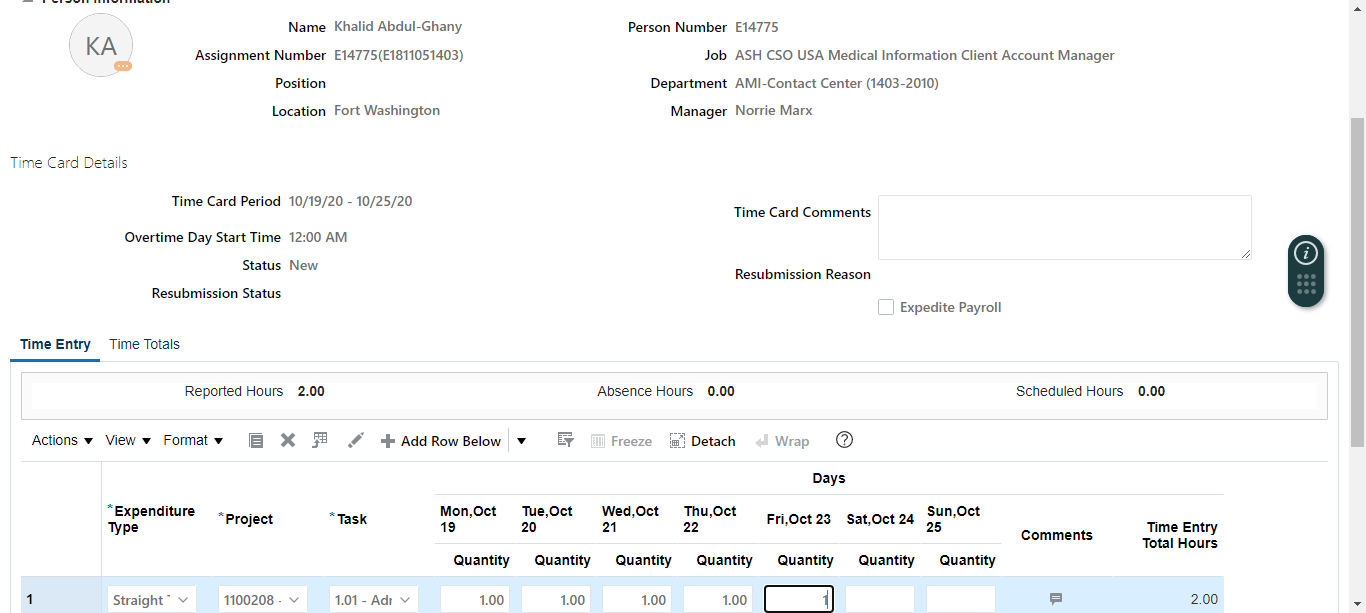 Person Information
KA
Name Khalid Abdul-Ghany
Person Number E14775
Assignment Number E14775(E1811051403)
Job ASH CSO USA Medical Information Client Account Manager
Position
Department AMI-Contact Center (1403-2010)
Location Fort Washington
Manager Norrie Marx
Time Card Details
Time Card Period 10/19/20 - 10/25/20
Time Card Comments
Overtime Day Start Time 12:00 AM
Status New
Resubmission Reason
Resubmission Status
Expedite Payroll
Time Entry Time Totals
Reported Hours 2.00 Absence Hours 0.00 Scheduled Hours 0.00
Actions View Format Add Row Below Freeze Detach Wrap
Days
*Expenditure Type *Project *Task Mon,Oct 19 Tue,Oct 20 Wed,Oct 21 Thu,Oct 22 Fri,Oct 23 Sat,Oct 24 Sun,Oct 25 Comments Time Entry Total Hours
Quantity Quantity Quantity Quantity Quantity Quantity Quantity
1 Straight 1100208 - 1.01 - Adr 1.00 1.00 1.00 1.00 1 2.00